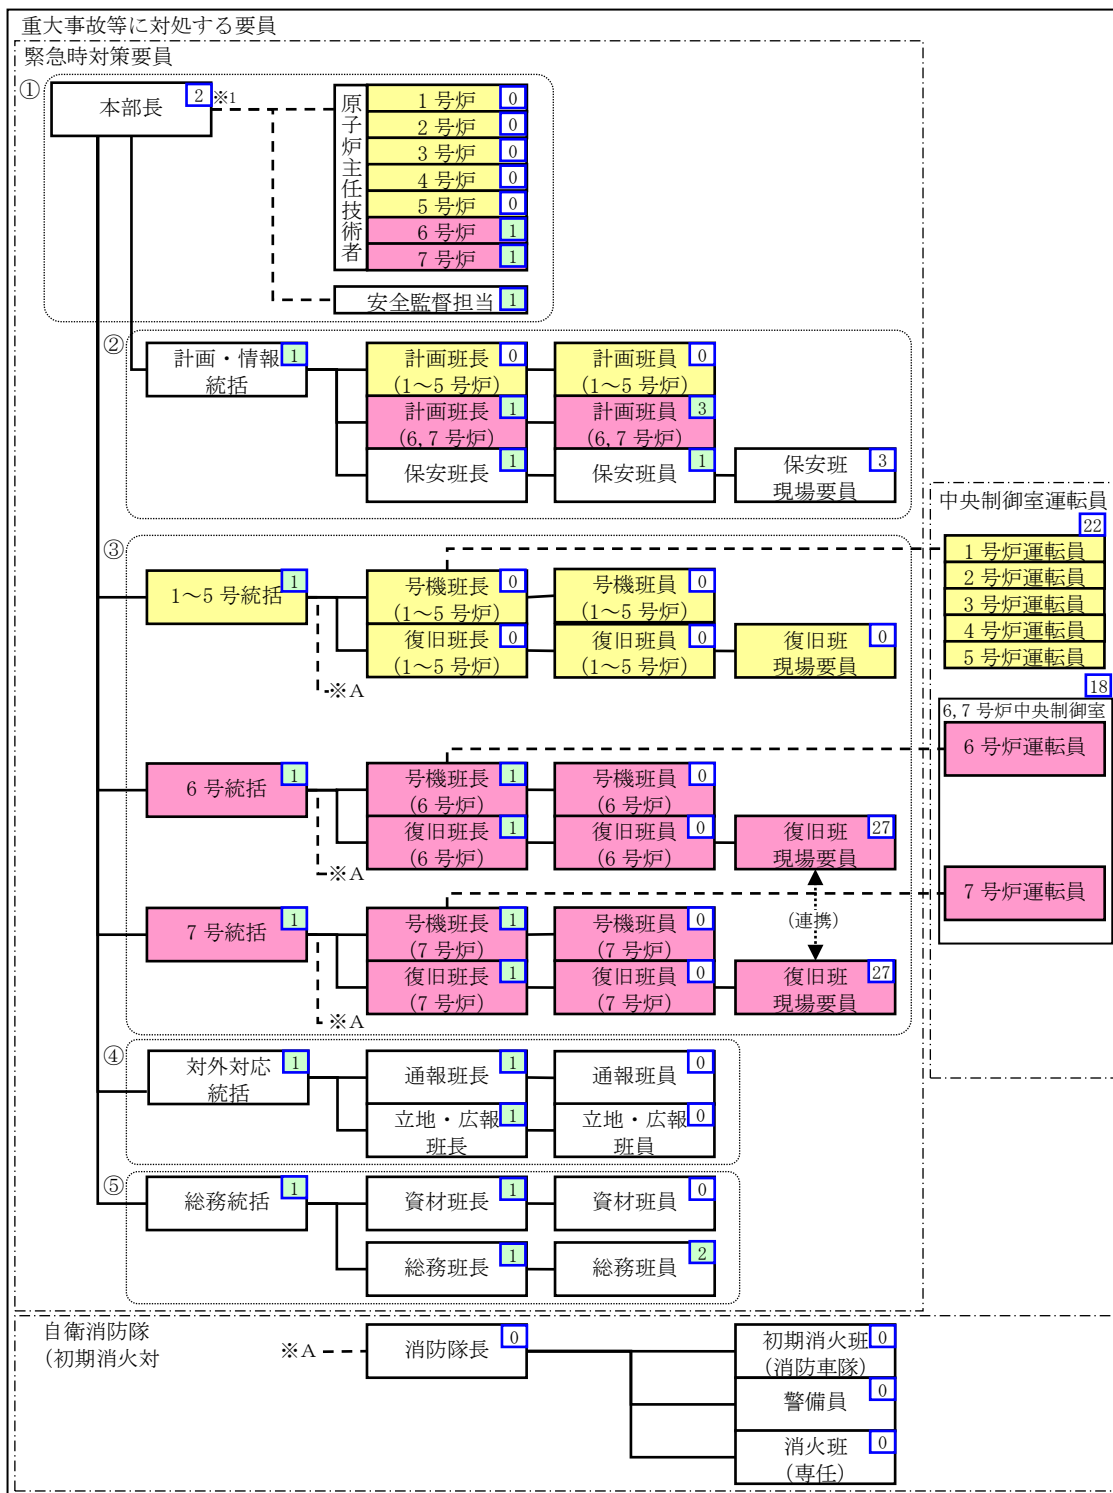 重大事故等に対処する要員
緊急時対策要員
①
本部長
2
※1
原子炉主任技術者
1 号炉
0
2 号炉
0
3 号炉
0
4 号炉
0
5 号炉
0
6 号炉
1
7 号炉
1
安全監督担当
1
②
計画・情報
統括
1
計画班長
(1～5 号炉)
0
計画班員
(1～5 号炉)
0
計画班長
(6,7 号炉)
1
計画班員
(6,7 号炉)
3
保安班長
1
保安班員
1
保安班
現場要員
3
中央制御室運転員
22
1 号炉運転員
2 号炉運転員
3 号炉運転員
4 号炉運転員
5 号炉運転員
18
6,7 号炉中央制御室
6 号炉運転員
7 号炉運転員
③
1～5 号統括
1
号機班長
(1～5 号炉)
0
号機班員
(1～5 号炉)
0
復旧班長
(1～5 号炉)
0
復旧班員
(1～5 号炉)
0
復旧班
現場要員
0
※A
6 号統括
1
号機班長
(6 号炉)
1
号機班員
(6 号炉)
0
復旧班長
(6 号炉)
1
復旧班員
(6 号炉)
0
復旧班
現場要員
27
※A
(連携)
7 号統括
1
号機班長
(7 号炉)
1
号機班員
(7 号炉)
0
復旧班長
(7 号炉)
1
復旧班員
(7 号炉)
0
復旧班
現場要員
27
※A
④
対外対応
統括
1
通報班長
1
通報班員
0
立地・広報
班長
1
立地・広報
班員
0
⑤
総務統括
1
資材班長
1
資材班員
0
総務班長
1
総務班員
2
自衛消防隊
(初期消火対
※A
消防隊長
0
初期消火班
(消防車隊)
0
警備員
0
消火班
(専任)
0